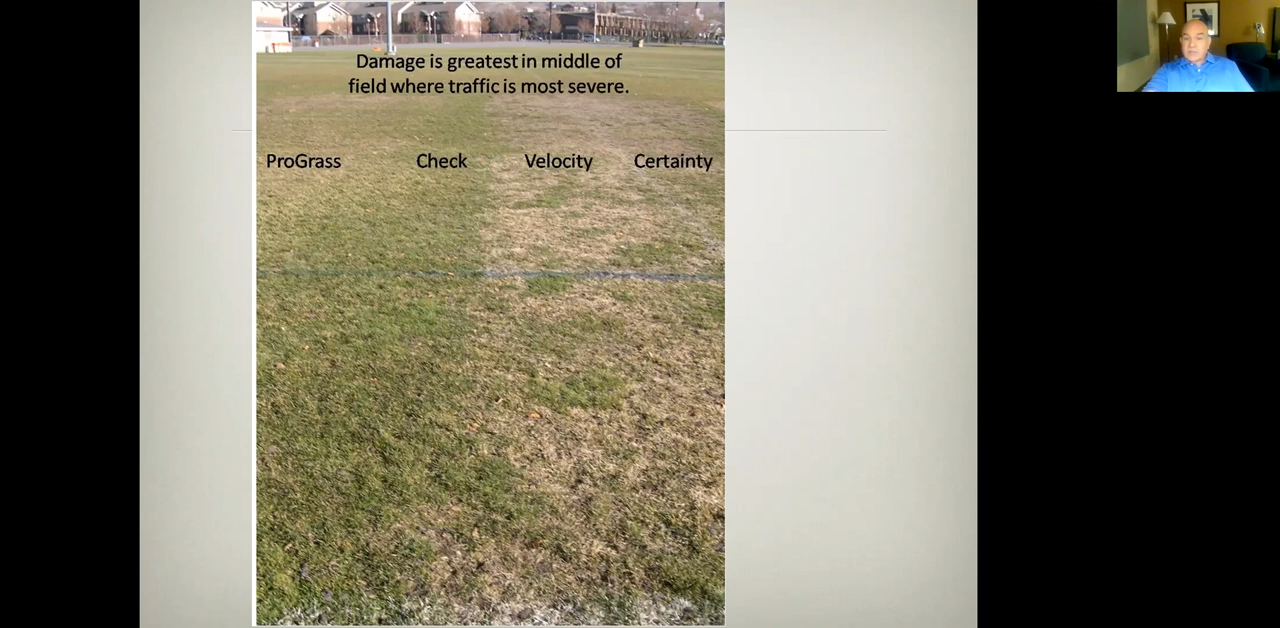 Damage is greatest in middle of
field where traffic is most severe.
ProGrass Check Velocity Certainty